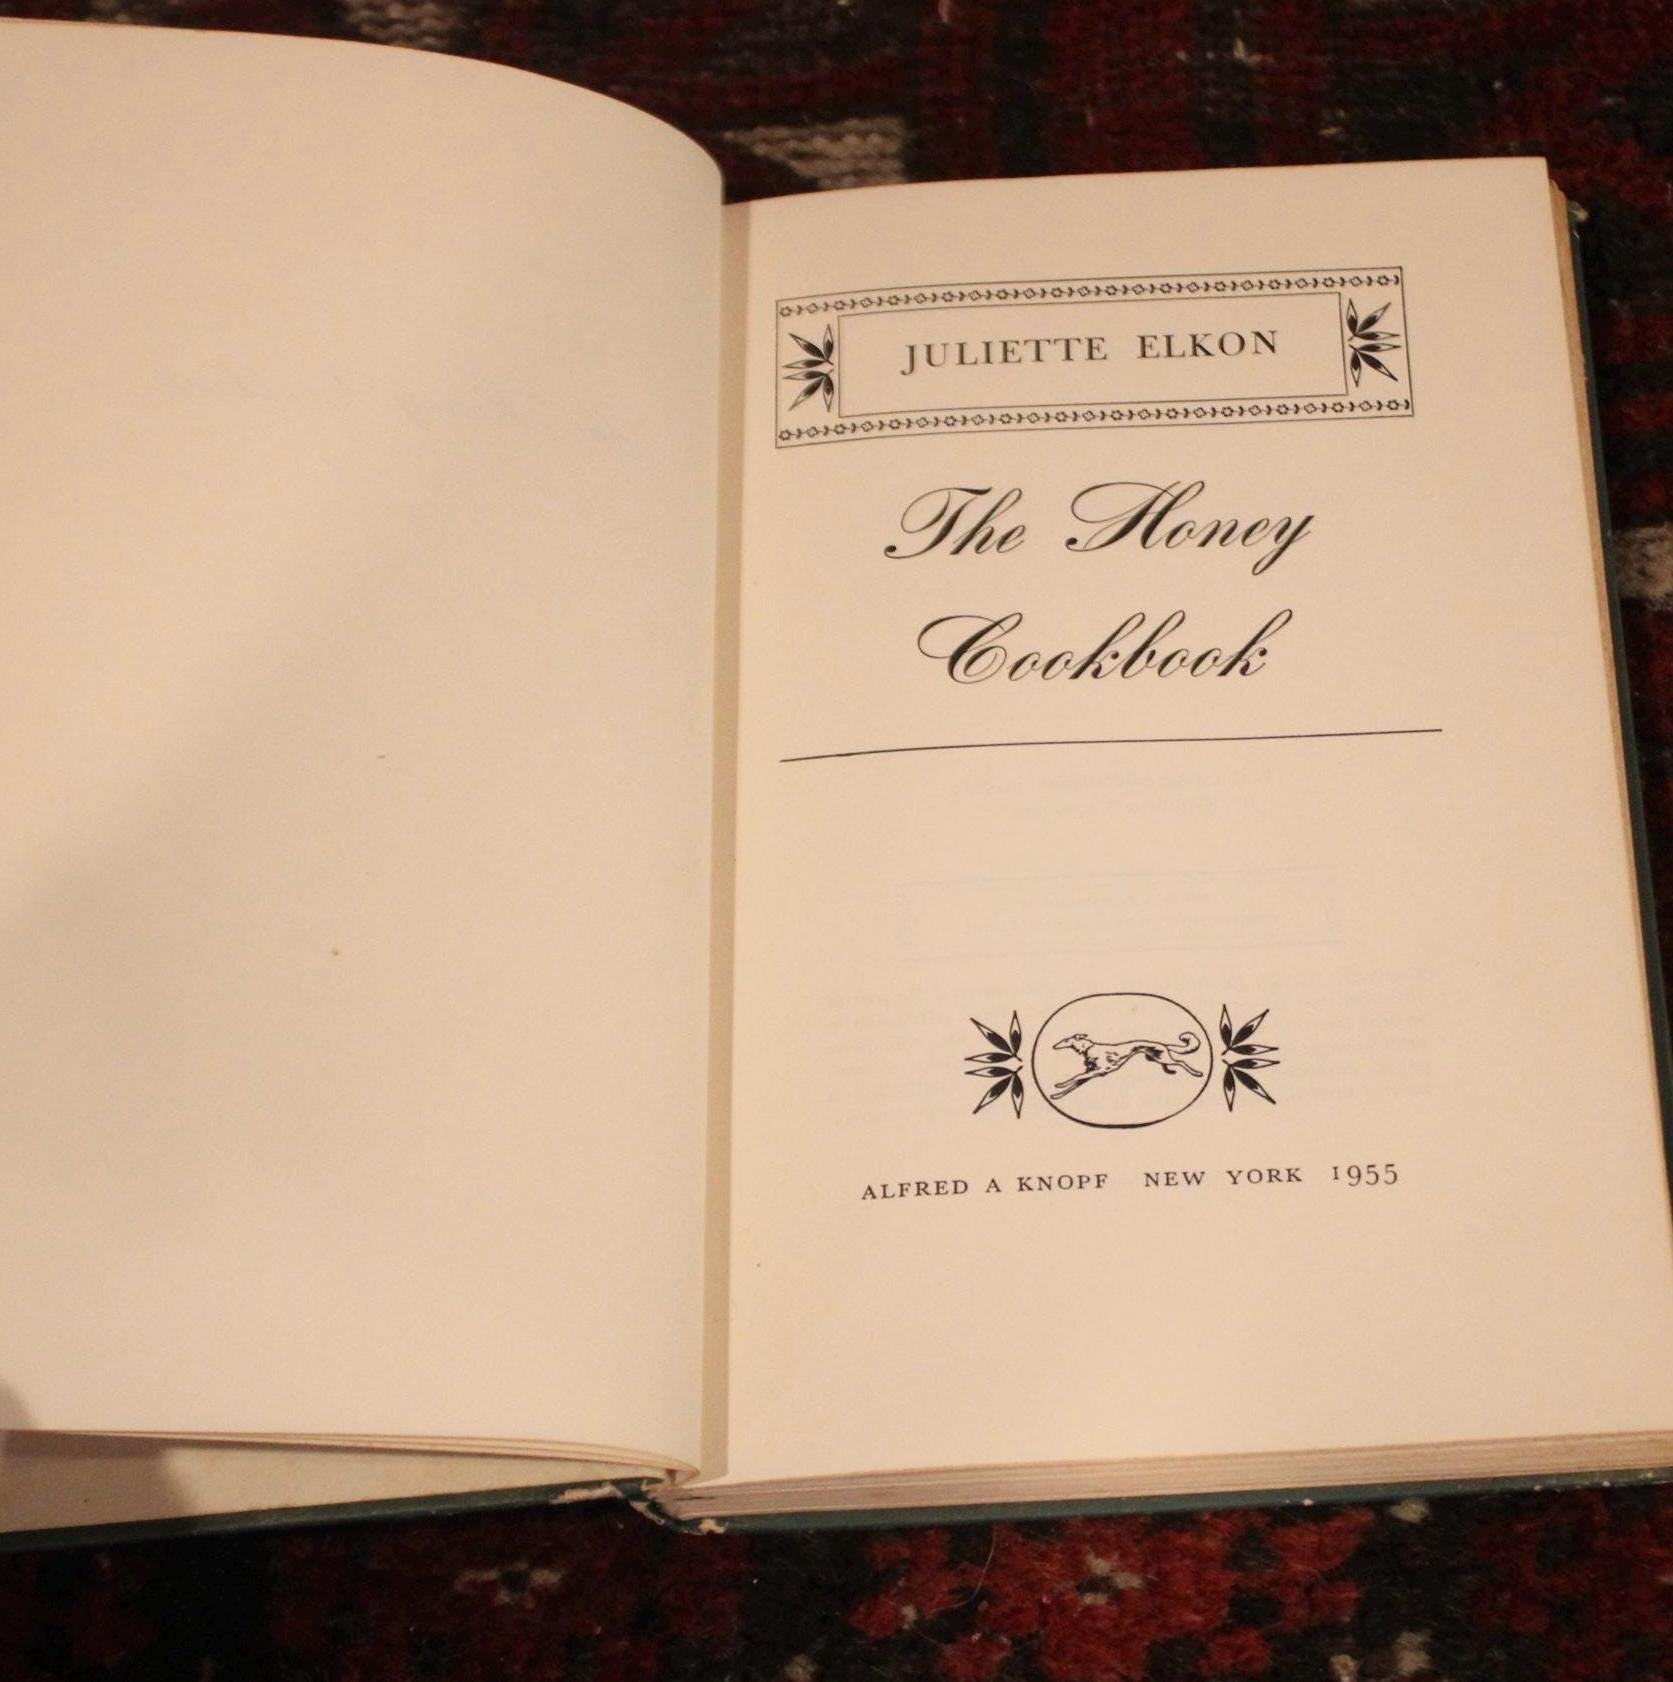 JULIETTE ELKON
The Honey
Cookbook
ALFRED A KNOPF NEW YORK 1955